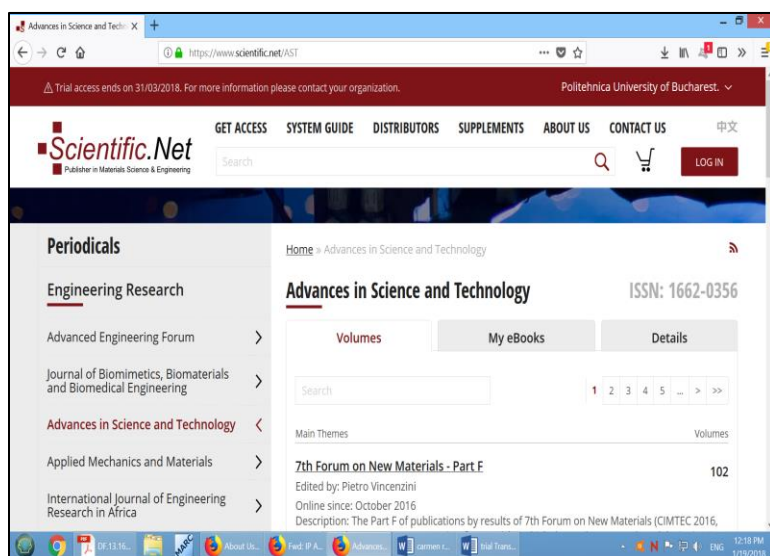 Advances in Science and Techn
https://www.scientific.net/AST
Trial access ends on 31/03/2018. For more information please contact your organization.
Politehnica University of Bucharest.
GET ACCESS SYSTEM GUIDE DISTRIBUTORS SUPPLEMENTS ABOUT US CONTACT US 中文
Scientific.Net
Publisher in Materials Science & Engineering
Search
LOG IN
Periodicals
Engineering Research
Advanced Engineering Forum
Journal of Biomimetics, Biomaterials
and Biomedical Engineering
Advances in Science and Technology
Applied Mechanics and Materials
International Journal of Engineering
Research in Africa
Home » Advances in Science and Technology
Advances in Science and Technology
ISSN: 1662-0356
Volumes My eBooks Details
Search
1 2 3 4 5 ... > >>
Main Themes Volumes
7th Forum on New Materials - Part F
102
Edited by: Pietro Vincenzini
Online since: October 2016
Description: The Part F of publications by results of 7th Forum on New Materials (CIMTEC 2016,
DF.13.16... MARC About Us... Fwd: IP A... Advances... carmen r... trial Trans...
ENG
12:18 PM